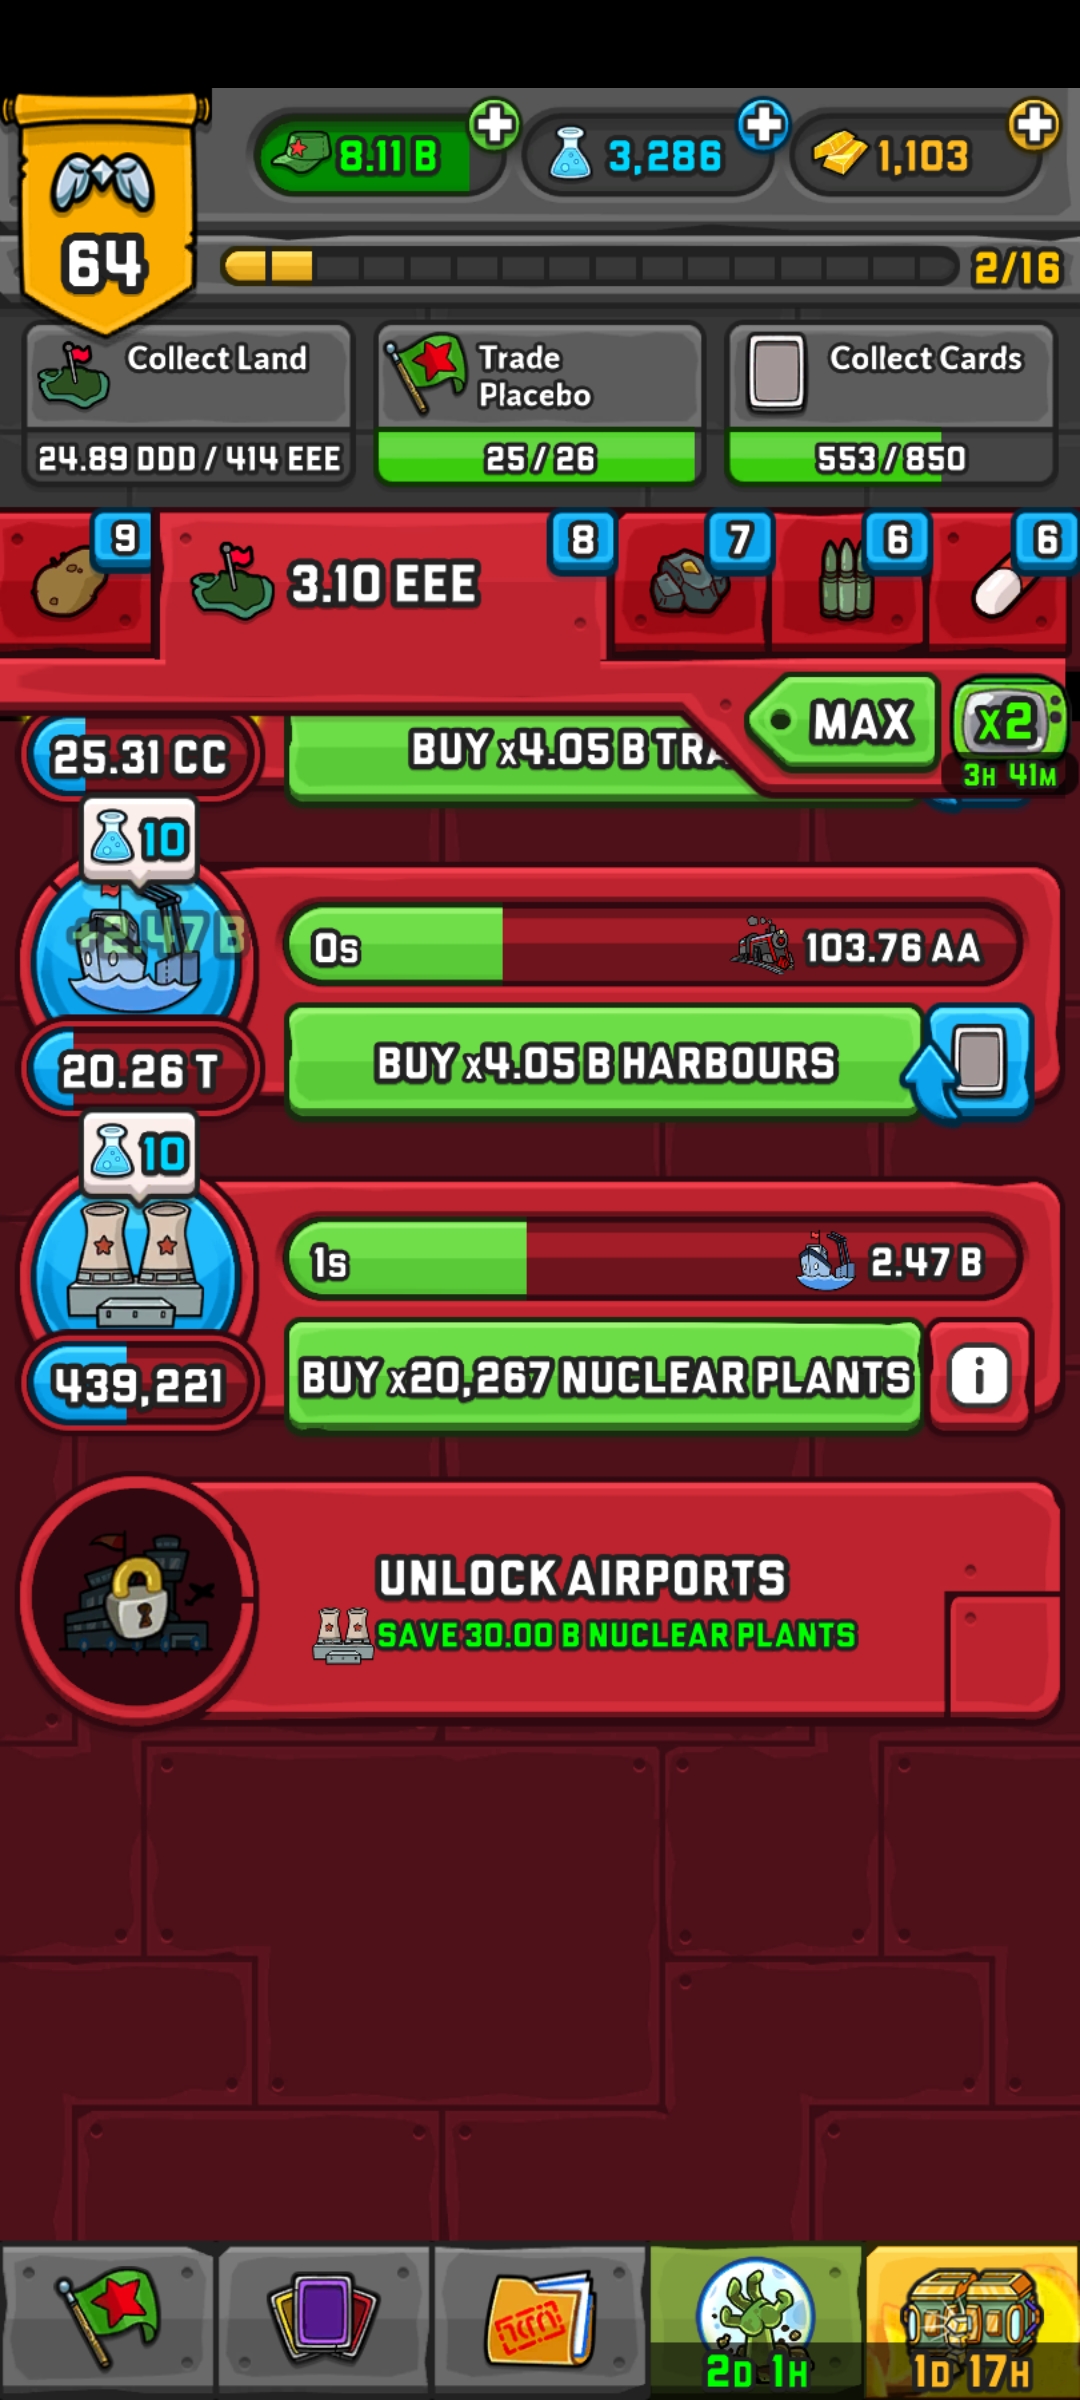 8.11 B
3,286
1,103
64
2/16
Collect Land
24.89 DDD / 414 EEE
Trade
Placebo
25 / 26
Collect Cards
553 / 850
9
3.10 EEE
8
7
6
6
MAX
x2
3H 41M
25.31 CC
BUY x4.05 B TRA
10
+2.47 B
0s
103.76 AA
20.26 T
BUY x4.05 B HARBOURS
10
1s
2.47 B
439,221
BUY x20,267 NUCLEAR PLANTS
i
UNLOCK AIRPORTS
SAVE 30.00 B NUCLEAR PLANTS
2D 1H
1D 17H